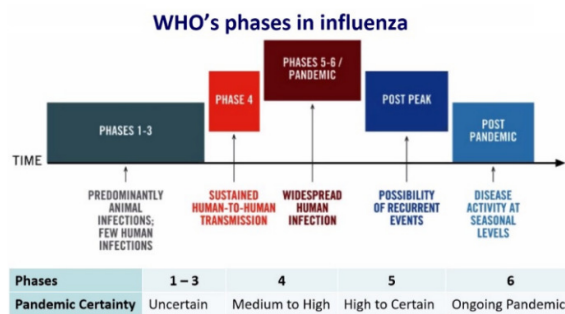 WHO's phases in influenza
PHASES 5-6 /
PANDEMIC
PHASE 4
POST PEAK
PHASES 1-3
POST
PANDEMIC
TIME
PREDOMINANTLY
ANIMAL
INFECTIONS;
FEW HUMAN
INFECTIONS
SUSTAINED
HUMAN-TO-HUMAN
TRANSMISSION
WIDESPREAD
HUMAN
INFECTION
POSSIBILITY
OF RECURRENT
EVENTS
DISEASE
ACTIVITY AT
SEASONAL
LEVELS
Phases 1 – 3 4 5 6
Pandemic Certainty Uncertain Medium to High High to Certain Ongoing Pandemic